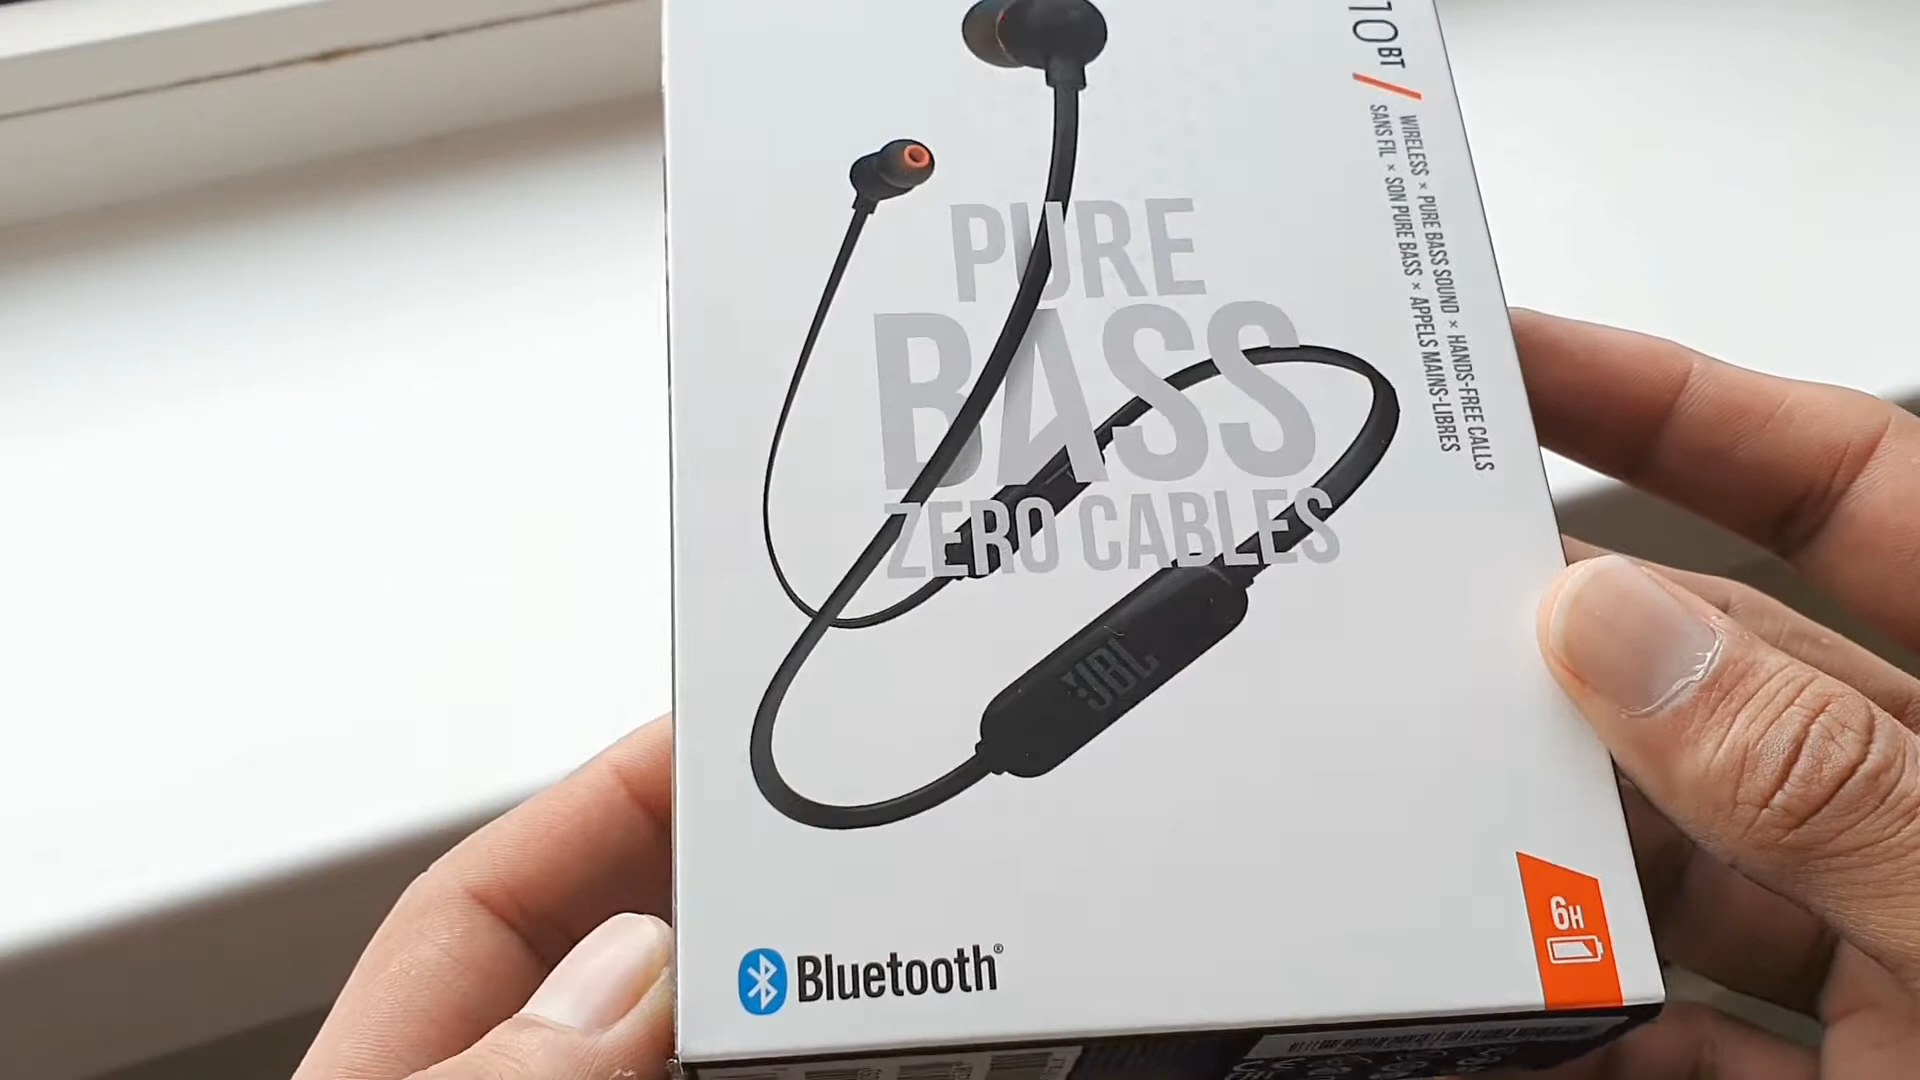 10BT
WIRELESS × PURE BASS SOUND × HANDS-FREE CALLS
SANS FIL × SON PURE BASS × APPELS MAINS-LIBRES
PURE
BASS
ZERO CABLES
JBL
6H
Bluetooth®